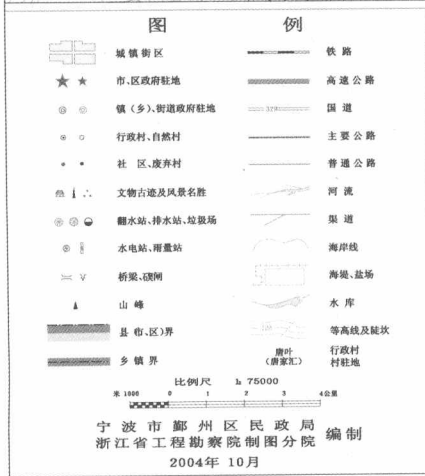 图 例
城镇街区
市、区政府驻地
镇(乡)、街道政府驻地
行政村、自然村
社 区、废弃村
文物古迹及风景名胜
翻水站、排水站、垃圾场
水电站、雨量站
桥梁、碶闸
山 峰
县(市、区)界
乡 镇 界
铁 路
高速公路
国 道
主要公路
普通公路
河 流
渠 道
海岸线
海堤、盐场
水 库
等高线及陡坎
唐叶 行政村
(唐家汇) 村驻地
比例尺 1: 75000
米 1000 0 1 2 3 4公里
宁波市鄞州区民政局
浙江省工程勘察院制图分院 编制
2004年 10月